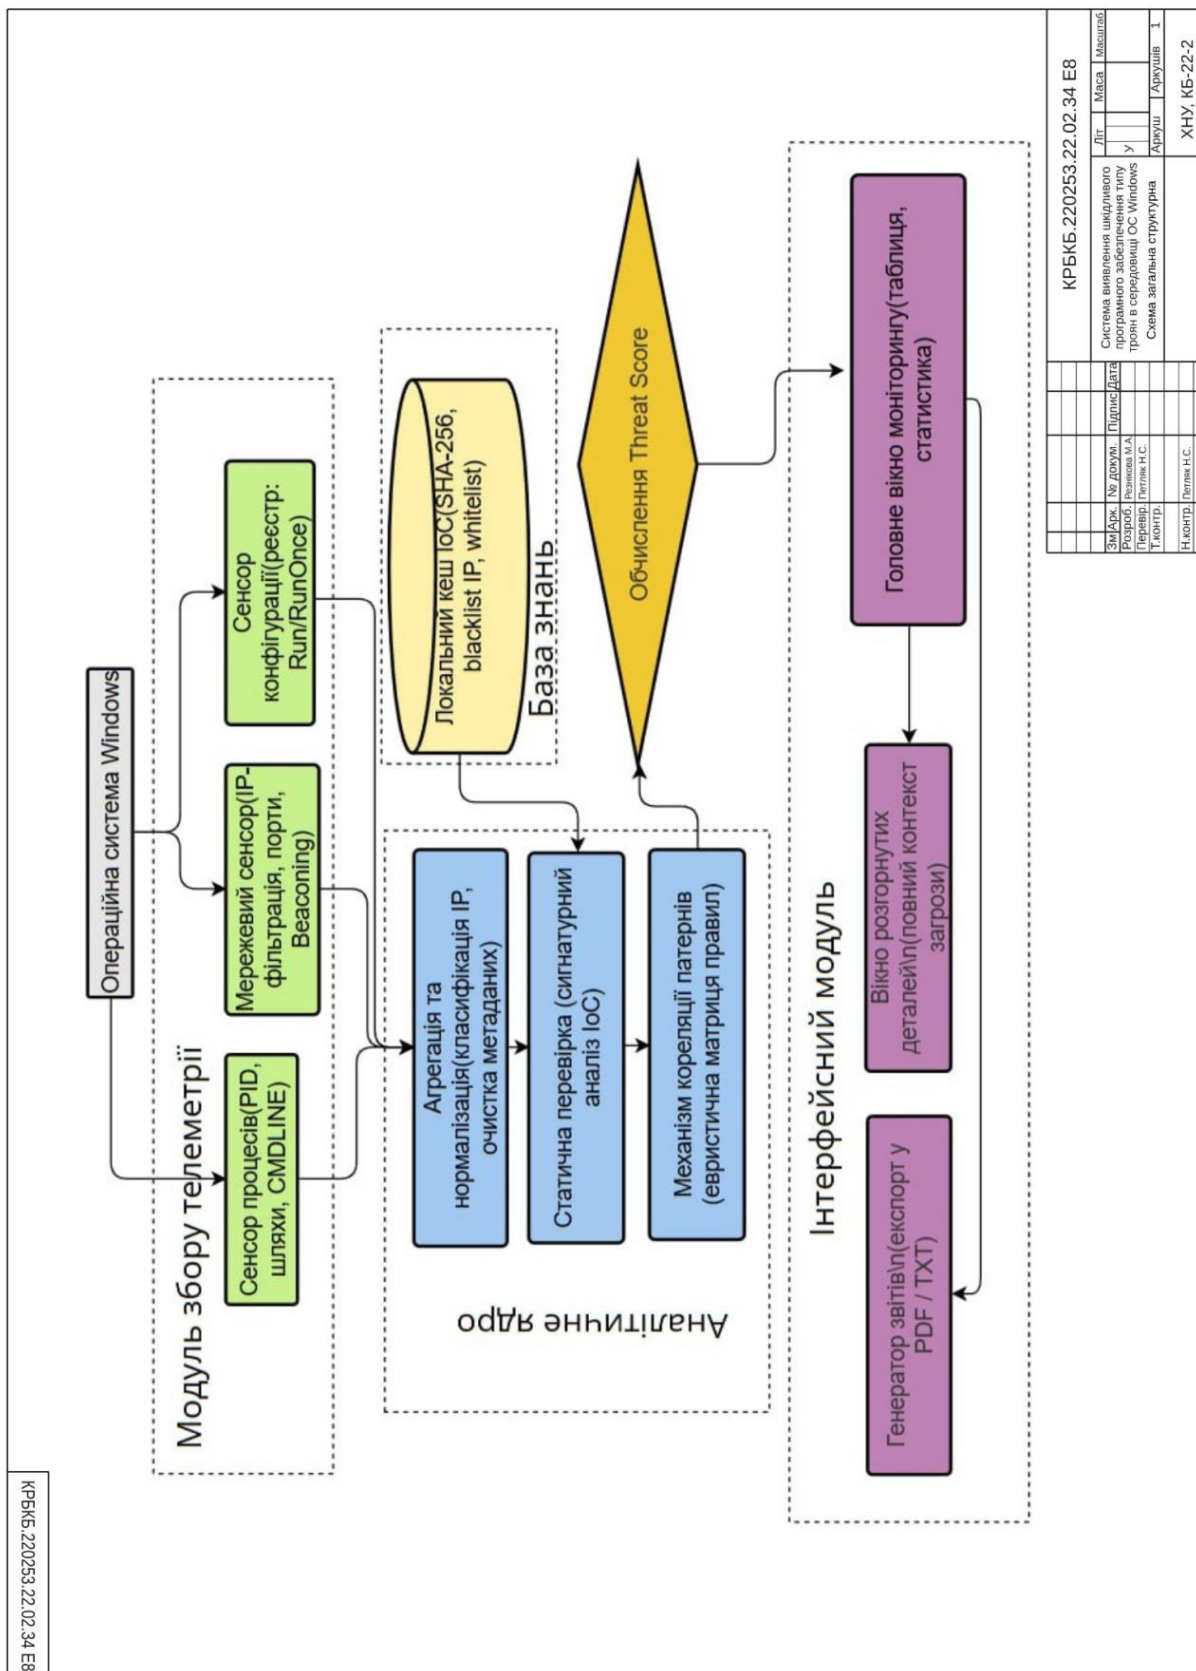 КРБКБ.220253.22.02.34 Е8
Операційна система Windows
Модуль збору телеметрії
Сенсор процесів(PID,
шляхи, CMDLINE)
Мережевий сенсор(IP-
фільтрація, порти,
Beaconing)
Сенсор
конфігурації(реєстр:
Run/RunOnce)
Аналітичне ядро
Агрегація та
нормалізація(класифікація IP,
очистка метаданих)
Статична перевірка (сигнатурний
аналіз IoC)
Механізм кореляції патернів
(евристична матриця правил)
Локальний кеш IoC(SHA-256,
blacklist IP, whitelist)
База знань
Обчислення Threat Score
Інтерфейсний модуль
Генератор звітів\n(експорт у
PDF / TXT)
Вікно розгорнутих
деталей\n(повний контекст
загрози)
Головне вікно моніторингу(таблиця,
статистика)
КРБКБ.220253.22.02.34 Е8
Зм Арк. № докум. Підпис Дата
Розроб. Резнікова М.А.
Перевір. Петляк Н.С.
Т.контр.
Н.контр. Петляк Н.С.
Система виявлення шкідливого
програмного забезпечення типу
троян в середовищі ОС Windows
Схема загальна структурна
Літ Маса Масштаб
У
Аркуш Аркушів 1
ХНУ, КБ-22-2